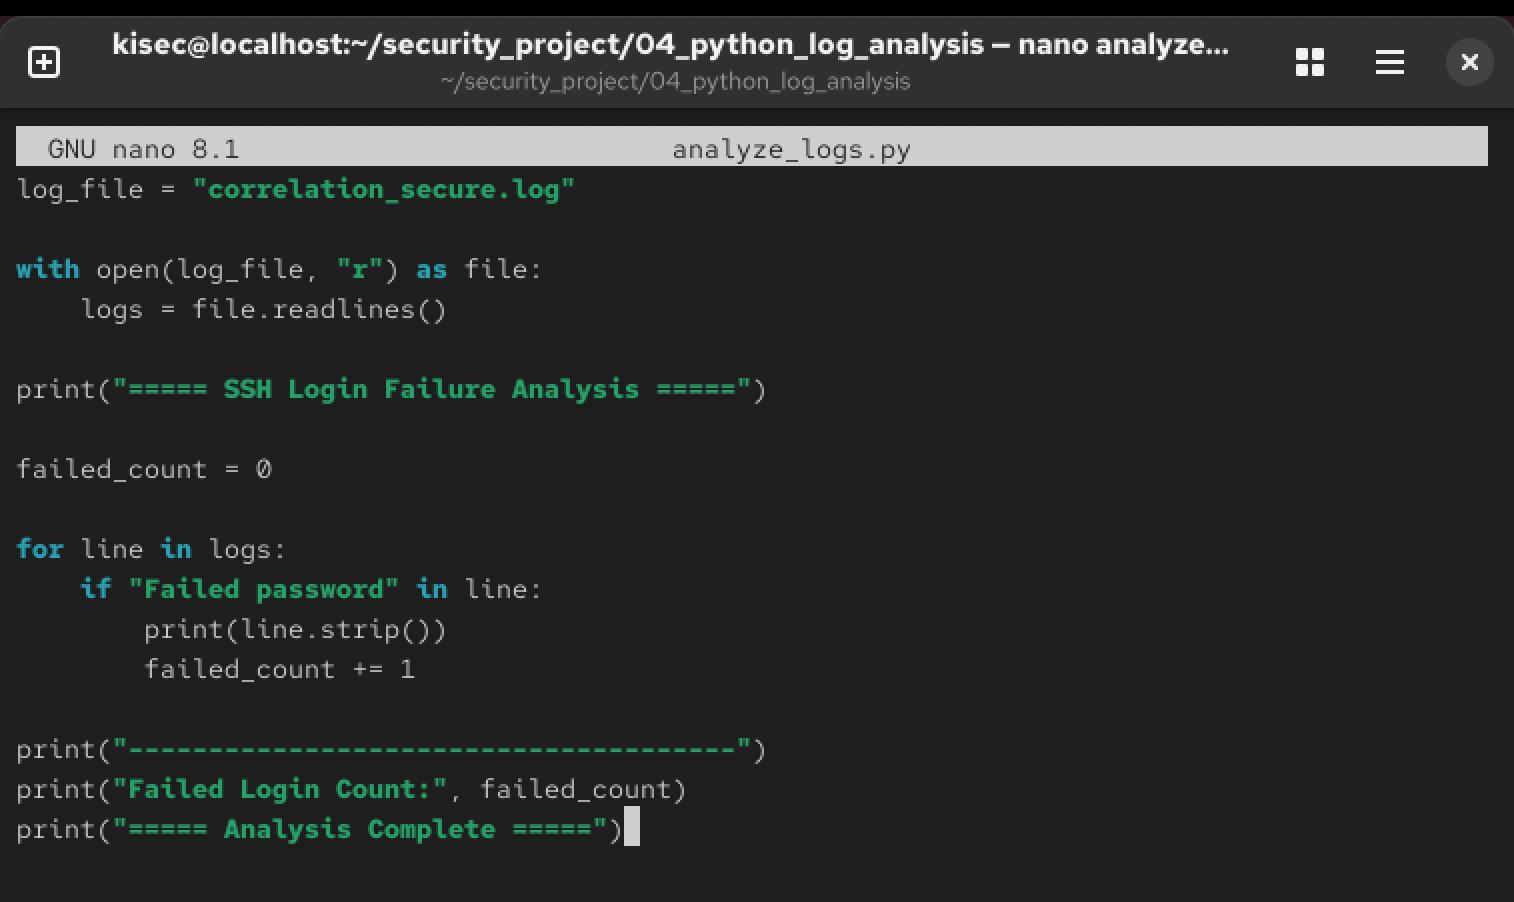 kisec@localhost:~/security_project/04_python_log_analysis — nano analyze...
~/security_project/04_python_log_analysis
GNU nano 8.1 analyze_logs.py
log_file = "correlation_secure.log"
with open(log_file, "r") as file:
    logs = file.readlines()
print("===== SSH Login Failure Analysis =====")
failed_count = 0
for line in logs:
    if "Failed password" in line:
        print(line.strip())
        failed_count += 1
print("--------------------------------------")
print("Failed Login Count:", failed_count)
print("===== Analysis Complete =====")